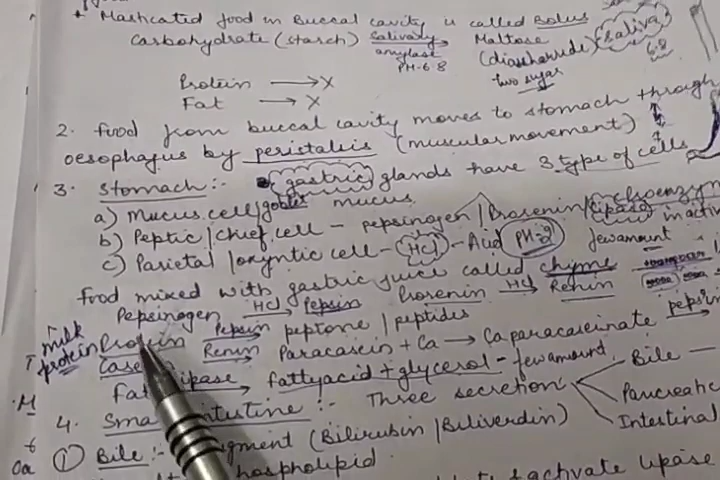 * Masticated food in Buccal cavity is called Bolus
Carbohydrate (starch) Salivary amylase PH-6.8 Maltose (disaccharide) two sugar
saliva 6.8
Protein → X
Fat → X
2. food from buccal cavity moves to stomach through
oesophagus by peristalsis (muscular movement)
3. Stomach:- gastric glands have 3 type of cells
a) Mucus cell/goblet mucus
b) Peptic/chief cell - pepsinogen/Prorenin/Lipase inactive
c) Parietal/oxyntic cell - HCl - Acid PH-2 few amount
food mixed with gastric juice called chyme
Pepsinogen HCl → Pepsin Prorenin HCl → Renin
milk protein
Protein Pepsin → peptone / peptides
Renin → Paracasein + Ca → Ca paracaseinate pepsin
Fat lipase → fatty acid + glycerol - few amount
4. Small intestine :- Three secretion Bile -
Pancreatic
Intestinal
① Bile :- pigment (Bilirubin/Biliverdin)
phospholipid
activate lipase